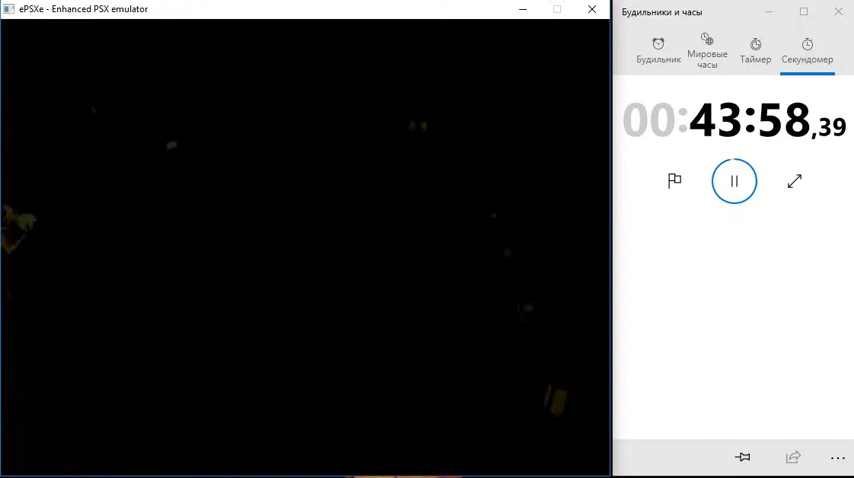 ePSXe - Enhanced PSX emulator
Будильники и часы
Будильник
Мировые
часы
Таймер
Секундомер
00:43:58,39